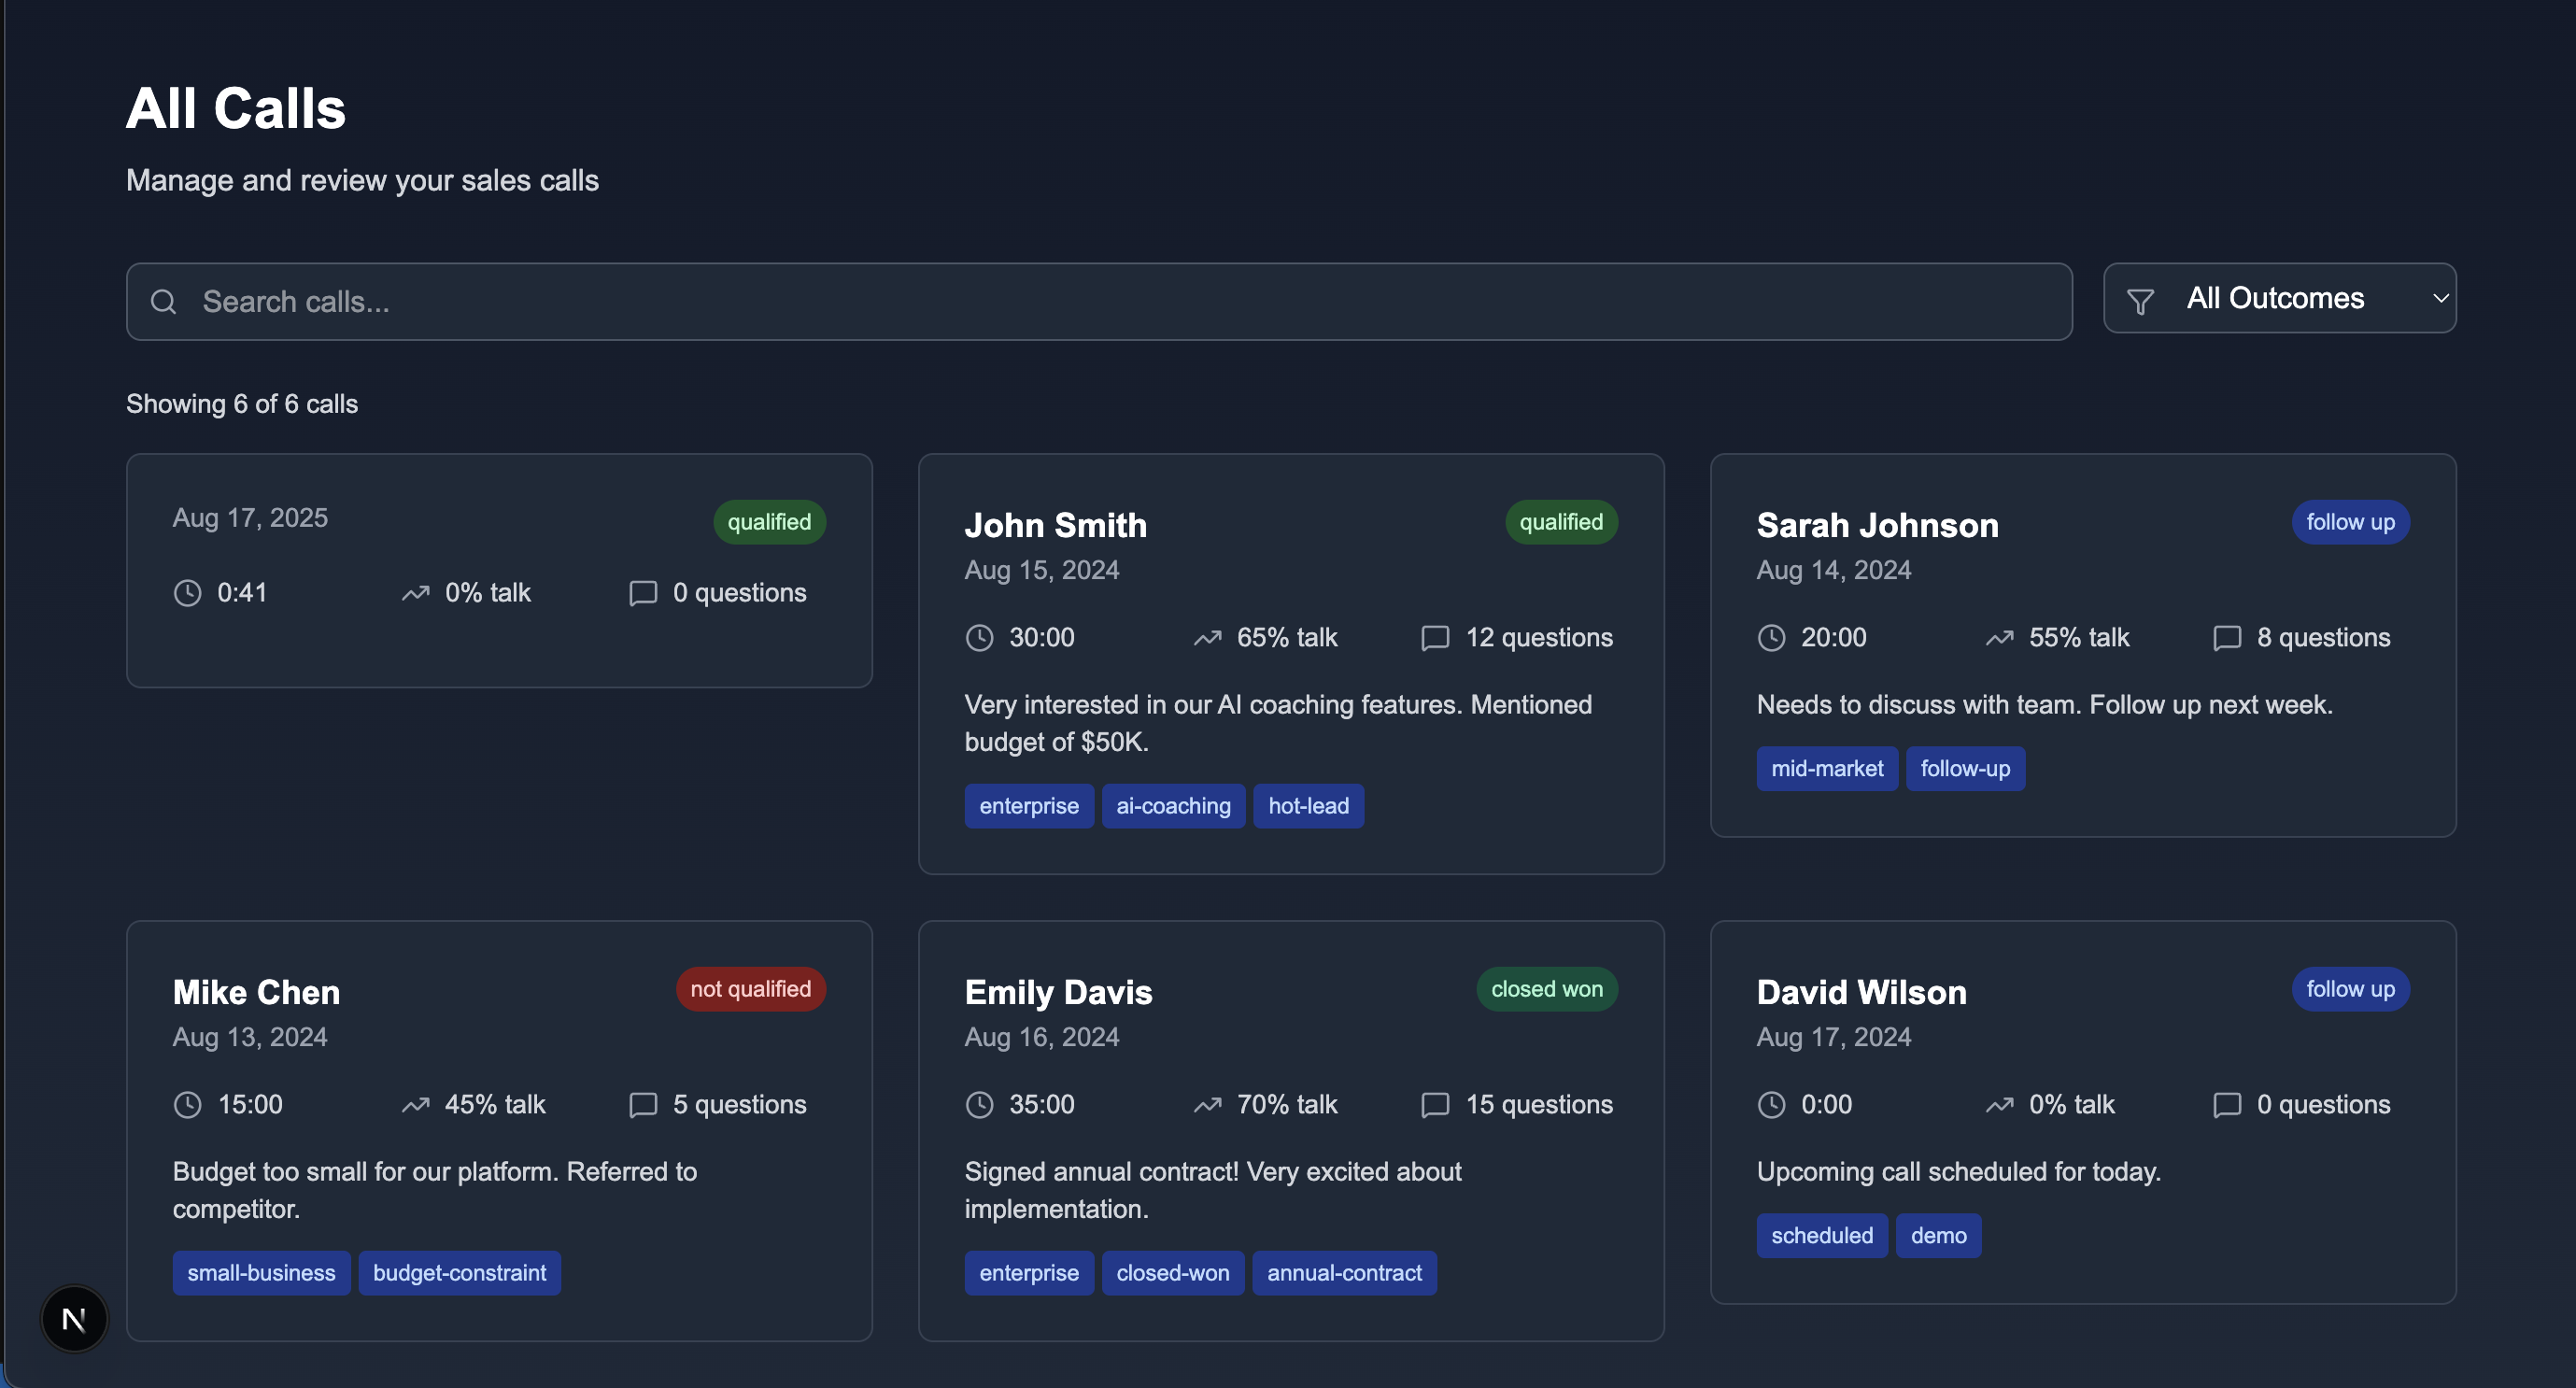 All Calls
Manage and review your sales calls
Search calls...
All Outcomes
Showing 6 of 6 calls
Aug 17, 2025
qualified
0:41
0% talk
0 questions
John Smith
qualified
Aug 15, 2024
30:00
65% talk
12 questions
Very interested in our AI coaching features. Mentioned
budget of $50K.
enterprise
ai-coaching
hot-lead
Sarah Johnson
follow up
Aug 14, 2024
20:00
55% talk
8 questions
Needs to discuss with team. Follow up next week.
mid-market
follow-up
Mike Chen
not qualified
Aug 13, 2024
15:00
45% talk
5 questions
Budget too small for our platform. Referred to
competitor.
small-business
budget-constraint
Emily Davis
closed won
Aug 16, 2024
35:00
70% talk
15 questions
Signed annual contract! Very excited about
implementation.
enterprise
closed-won
annual-contract
David Wilson
follow up
Aug 17, 2024
0:00
0% talk
0 questions
Upcoming call scheduled for today.
scheduled
demo
N